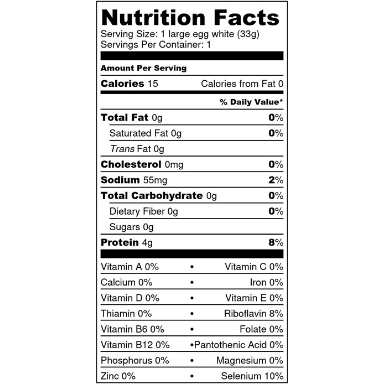 Nutrition Facts
Serving Size: 1 large egg white (33g)
Servings Per Container: 1
Amount Per Serving
Calories 15 Calories from Fat 0
% Daily Value*
Total Fat 0g 0%
Saturated Fat 0g 0%
Trans Fat 0g
Cholesterol 0mg 0%
Sodium 55mg 2%
Total Carbohydrate 0g 0%
Dietary Fiber 0g 0%
Sugars 0g
Protein 4g 8%
Vitamin A 0% • Vitamin C 0%
Calcium 0% • Iron 0%
Vitamin D 0% • Vitamin E 0%
Thiamin 0% • Riboflavin 8%
Vitamin B6 0% • Folate 0%
Vitamin B12 0% •Pantothenic Acid 0%
Phosphorus 0% • Magnesium 0%
Zinc 0% • Selenium 10%